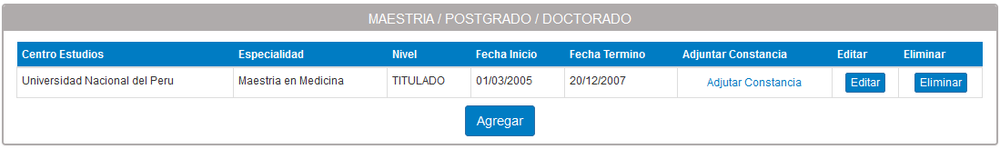 MAESTRIA / POSTGRADO / DOCTORADO
Centro Estudios Especialidad Nivel Fecha Inicio Fecha Termino Adjuntar Constancia Editar Eliminar
Universidad Nacional del Peru Maestria en Medicina TITULADO 01/03/2005 20/12/2007 Adjutar Constancia Editar Eliminar
Agregar